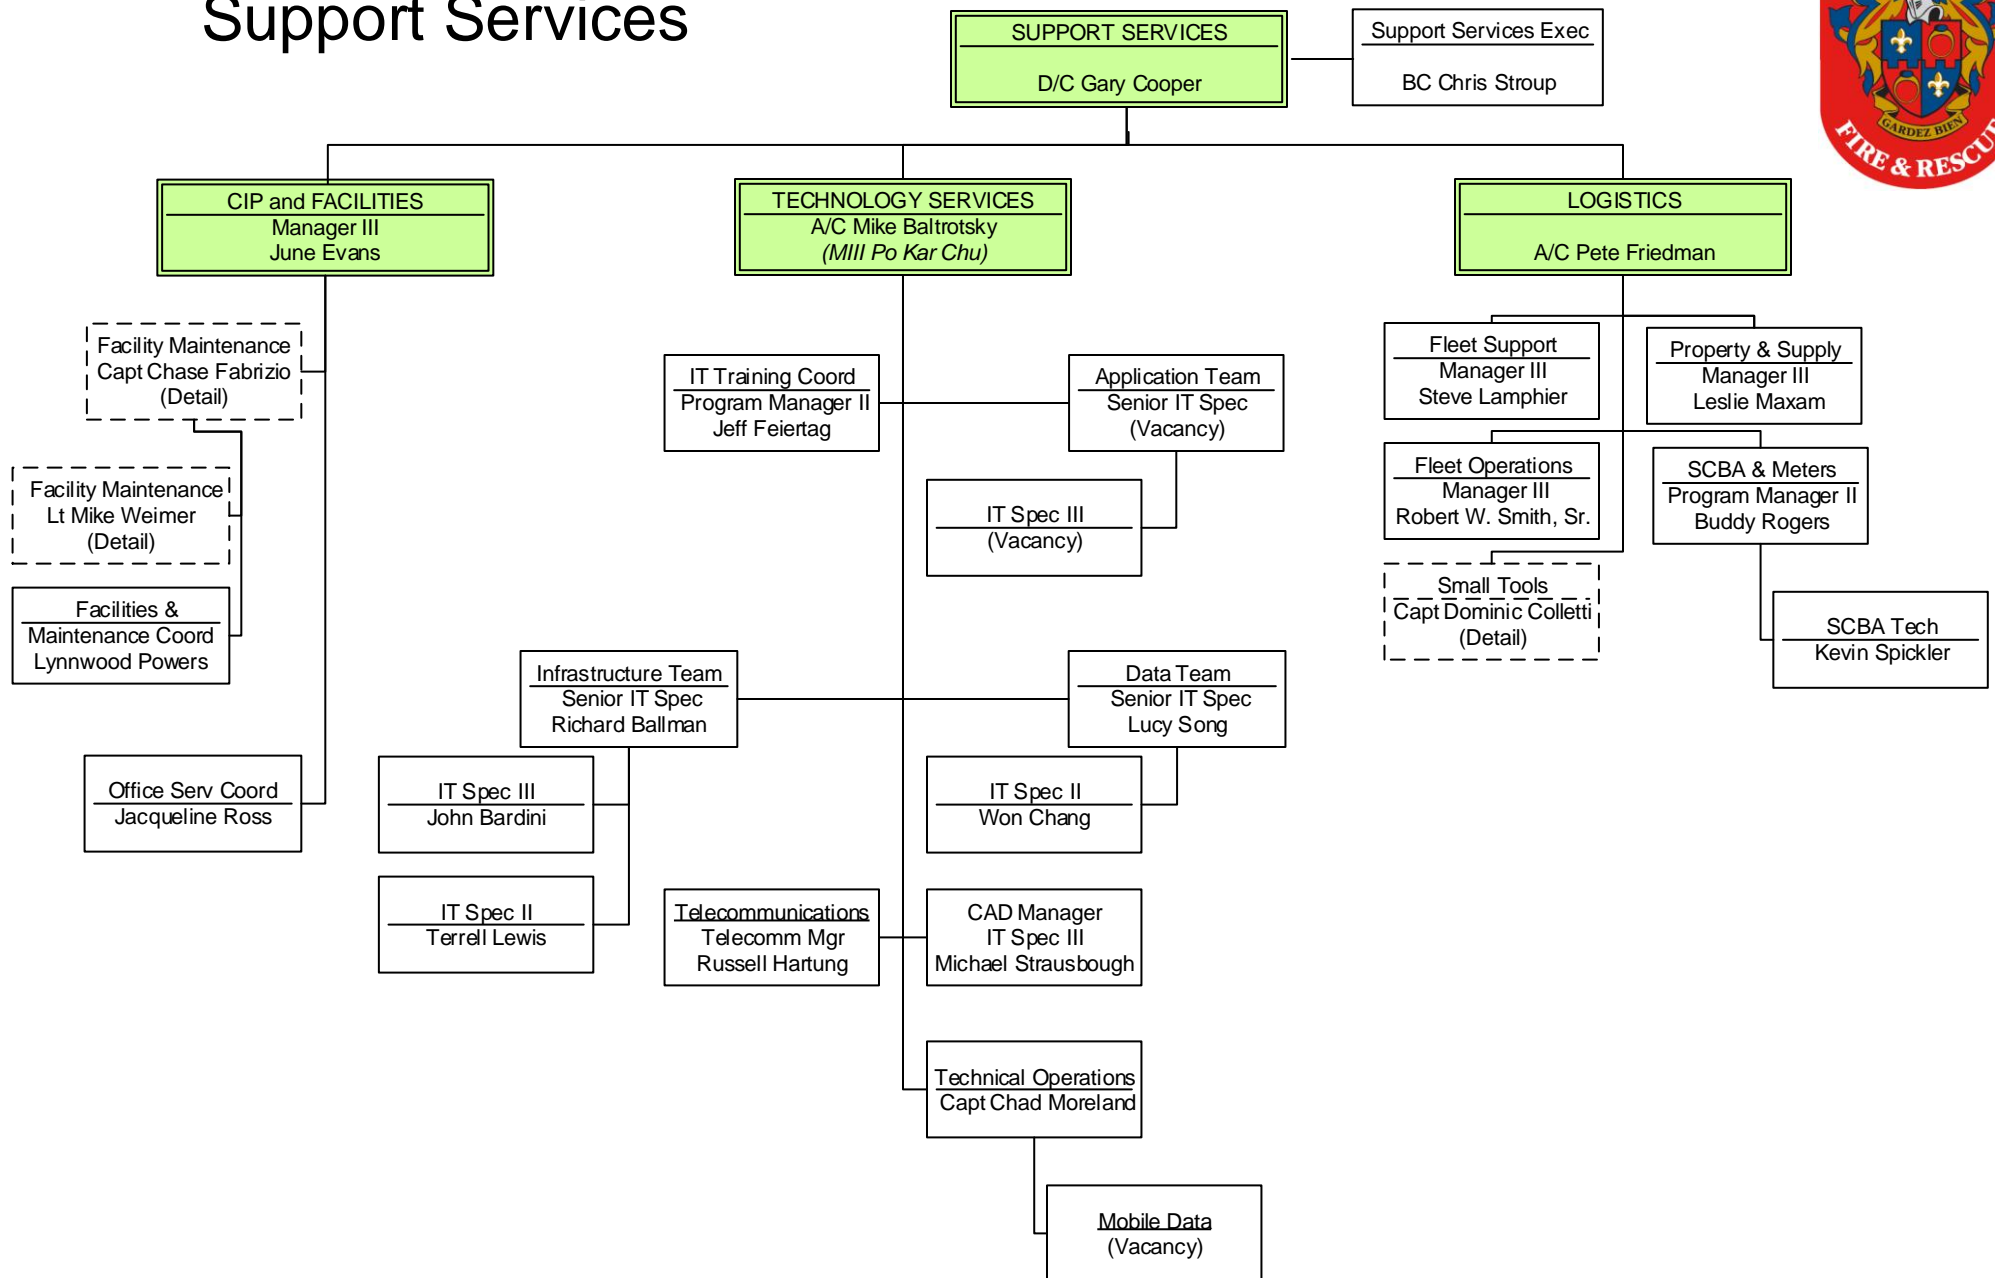 Support Services
SUPPORT SERVICES
D/C Gary Cooper
Support Services Exec
BC Chris Stroup
GARDEZ BIEN
FIRE & RESCUE
CIP and FACILITIES
Manager III
June Evans
TECHNOLOGY SERVICES
A/C Mike Baltrotsky
(MIII Po Kar Chu)
LOGISTICS
A/C Pete Friedman
Facility Maintenance
Capt Chase Fabrizio
(Detail)
Facility Maintenance
Lt Mike Weimer
(Detail)
Facilities &
Maintenance Coord
Lynnwood Powers
Office Serv Coord
Jacqueline Ross
IT Training Coord
Program Manager II
Jeff Feiertag
Application Team
Senior IT Spec
(Vacancy)
IT Spec III
(Vacancy)
Infrastructure Team
Senior IT Spec
Richard Ballman
Data Team
Senior IT Spec
Lucy Song
IT Spec III
John Bardini
IT Spec II
Won Chang
IT Spec II
Terrell Lewis
Telecommunications
Telecomm Mgr
Russell Hartung
CAD Manager
IT Spec III
Michael Strausbough
Technical Operations
Capt Chad Moreland
Mobile Data
(Vacancy)
Fleet Support
Manager III
Steve Lamphier
Property & Supply
Manager III
Leslie Maxam
Fleet Operations
Manager III
Robert W. Smith, Sr.
SCBA & Meters
Program Manager II
Buddy Rogers
Small Tools
Capt Dominic Colletti
(Detail)
SCBA Tech
Kevin Spickler